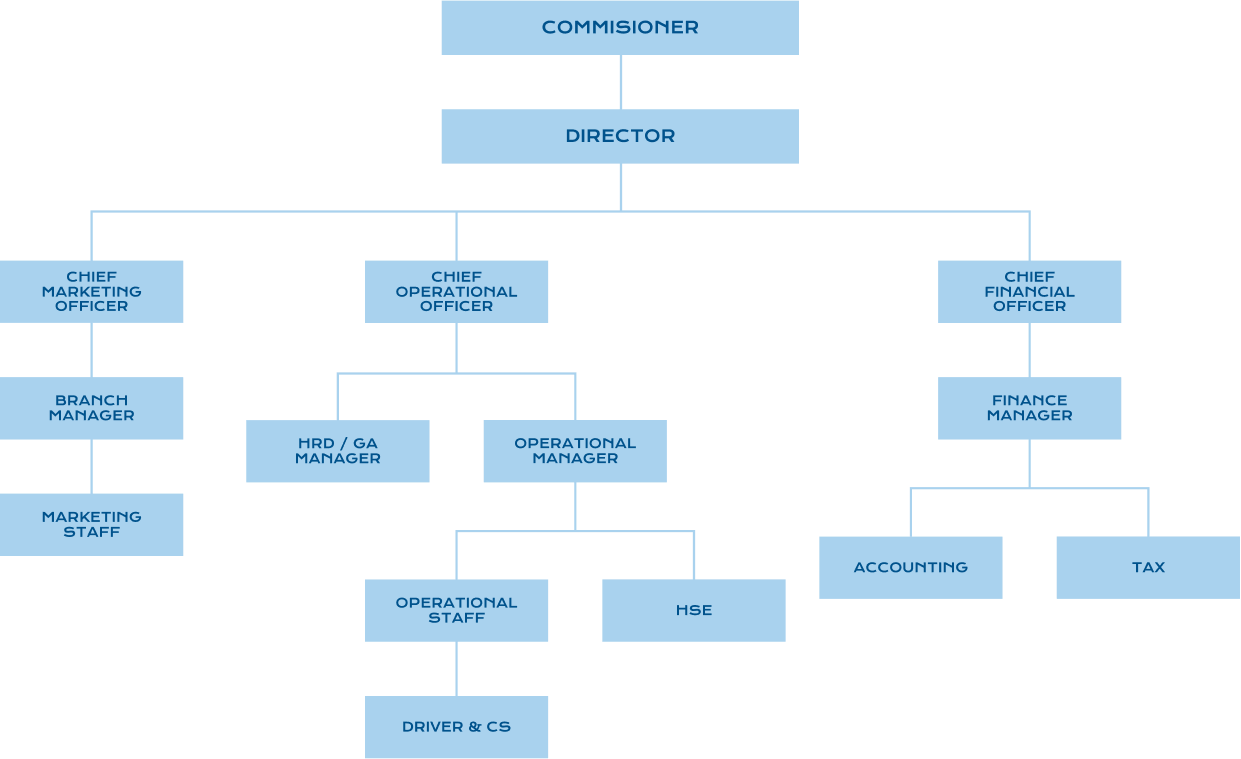 COMMISIONER
DIRECTOR
CHIEF
MARKETING
OFFICER
CHIEF
OPERATIONAL
OFFICER
CHIEF
FINANCIAL
OFFICER
BRANCH
MANAGER
FINANCE
MANAGER
HRD / GA
MANAGER
OPERATIONAL
MANAGER
MARKETING
STAFF
ACCOUNTING
TAX
OPERATIONAL
STAFF
HSE
DRIVER & CS